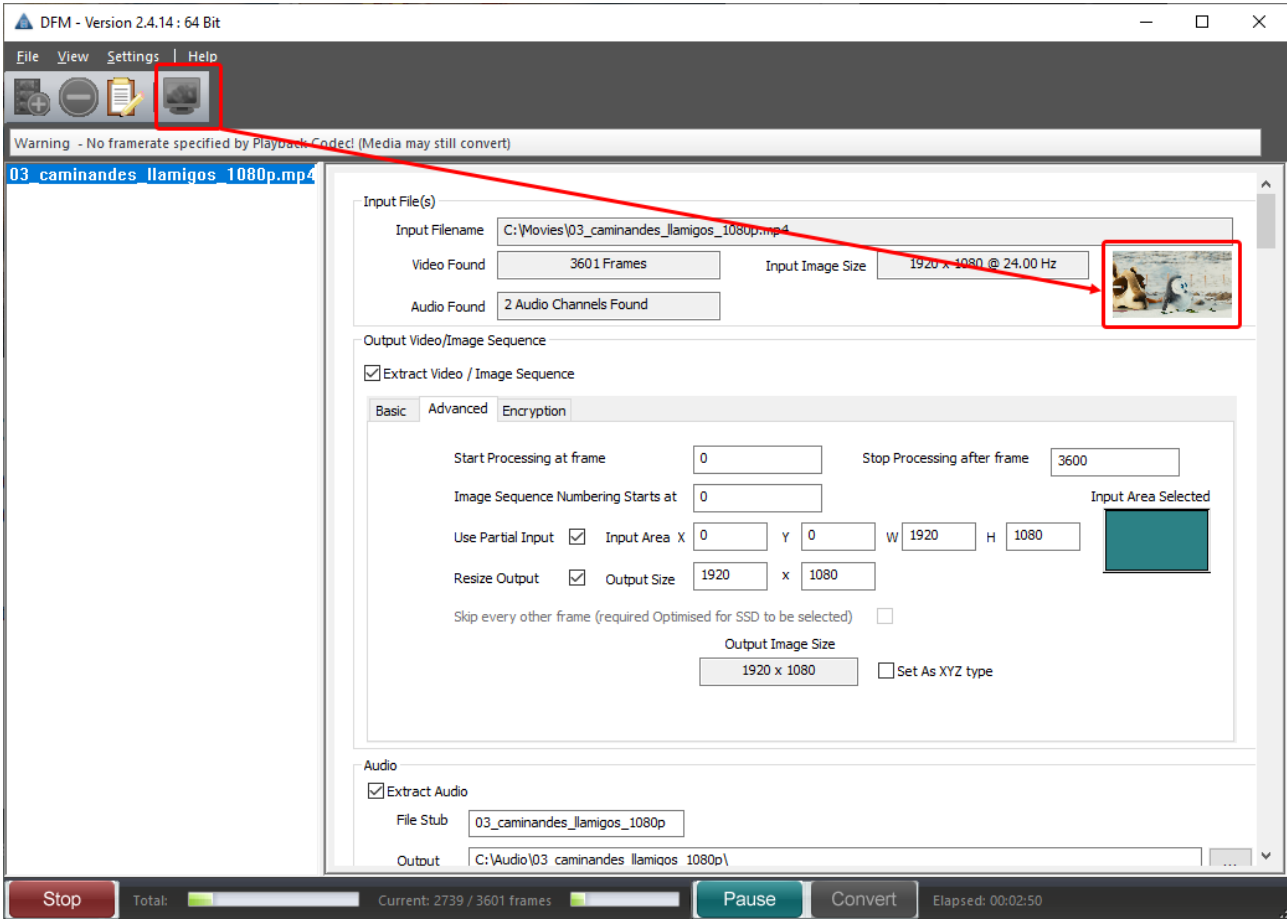 DFM - Version 2.4.14 : 64 Bit
File View Settings | Help
Warning - No framerate specified by Playback Codec! (Media may still convert)
03_caminandes_llamigos_1080p.mp4
Input File(s)
Input Filename C:\Movies\03_caminandes_llamigos_1080p.mp4
Video Found 3601 Frames Input Image Size 1920 x 1080 @ 24.00 Hz
Audio Found 2 Audio Channels Found
Output Video/Image Sequence
Extract Video / Image Sequence
Basic Advanced Encryption
Start Processing at frame 0 Stop Processing after frame 3600
Image Sequence Numbering Starts at 0 Input Area Selected
Use Partial Input Input Area X 0 Y 0 W 1920 H 1080
Resize Output Output Size 1920 x 1080
Skip every other frame (required Optimised for SSD to be selected)
Output Image Size
1920 x 1080 Set As XYZ type
Audio
Extract Audio
File Stub 03_caminandes_llamigos_1080p
Output C:\Audio\03_caminandes_llamigos_1080p\ ...
Stop Total: Current: 2739 / 3601 frames Pause Convert Elapsed: 00:02:50